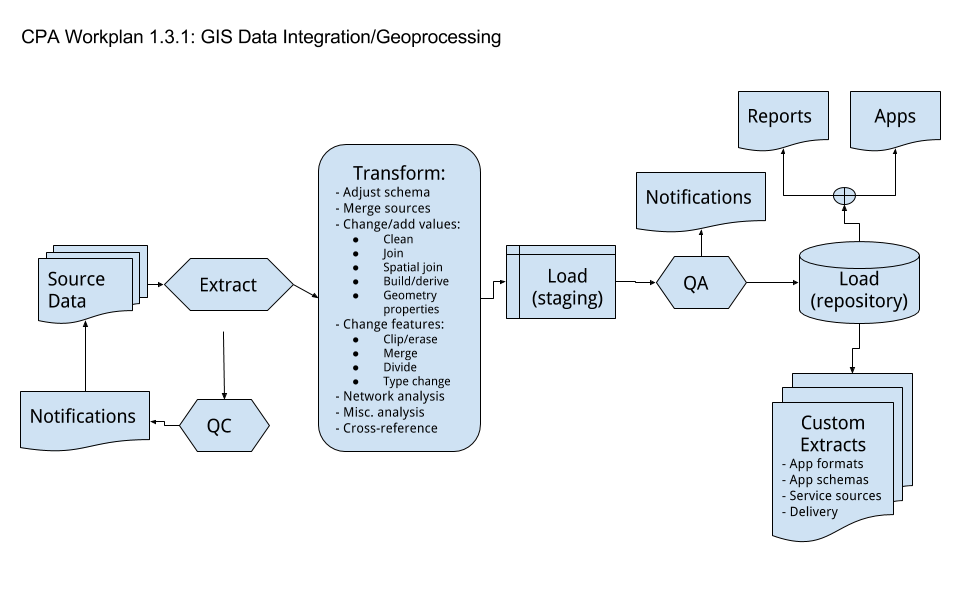 CPA Workplan 1.3.1: GIS Data Integration/Geoprocessing
Reports
Apps
Notifications
Transform:
- Adjust schema
- Merge sources
- Change/add values:
● Clean
● Join
● Spatial join
● Build/derive
● Geometry
properties
- Change features:
● Clip/erase
● Merge
● Divide
● Type change
- Network analysis
- Misc. analysis
- Cross-reference
Source
Data
Extract
Load
(staging)
QA
Load
(repository)
Notifications
QC
Custom
Extracts
- App formats
- App schemas
- Service sources
- Delivery